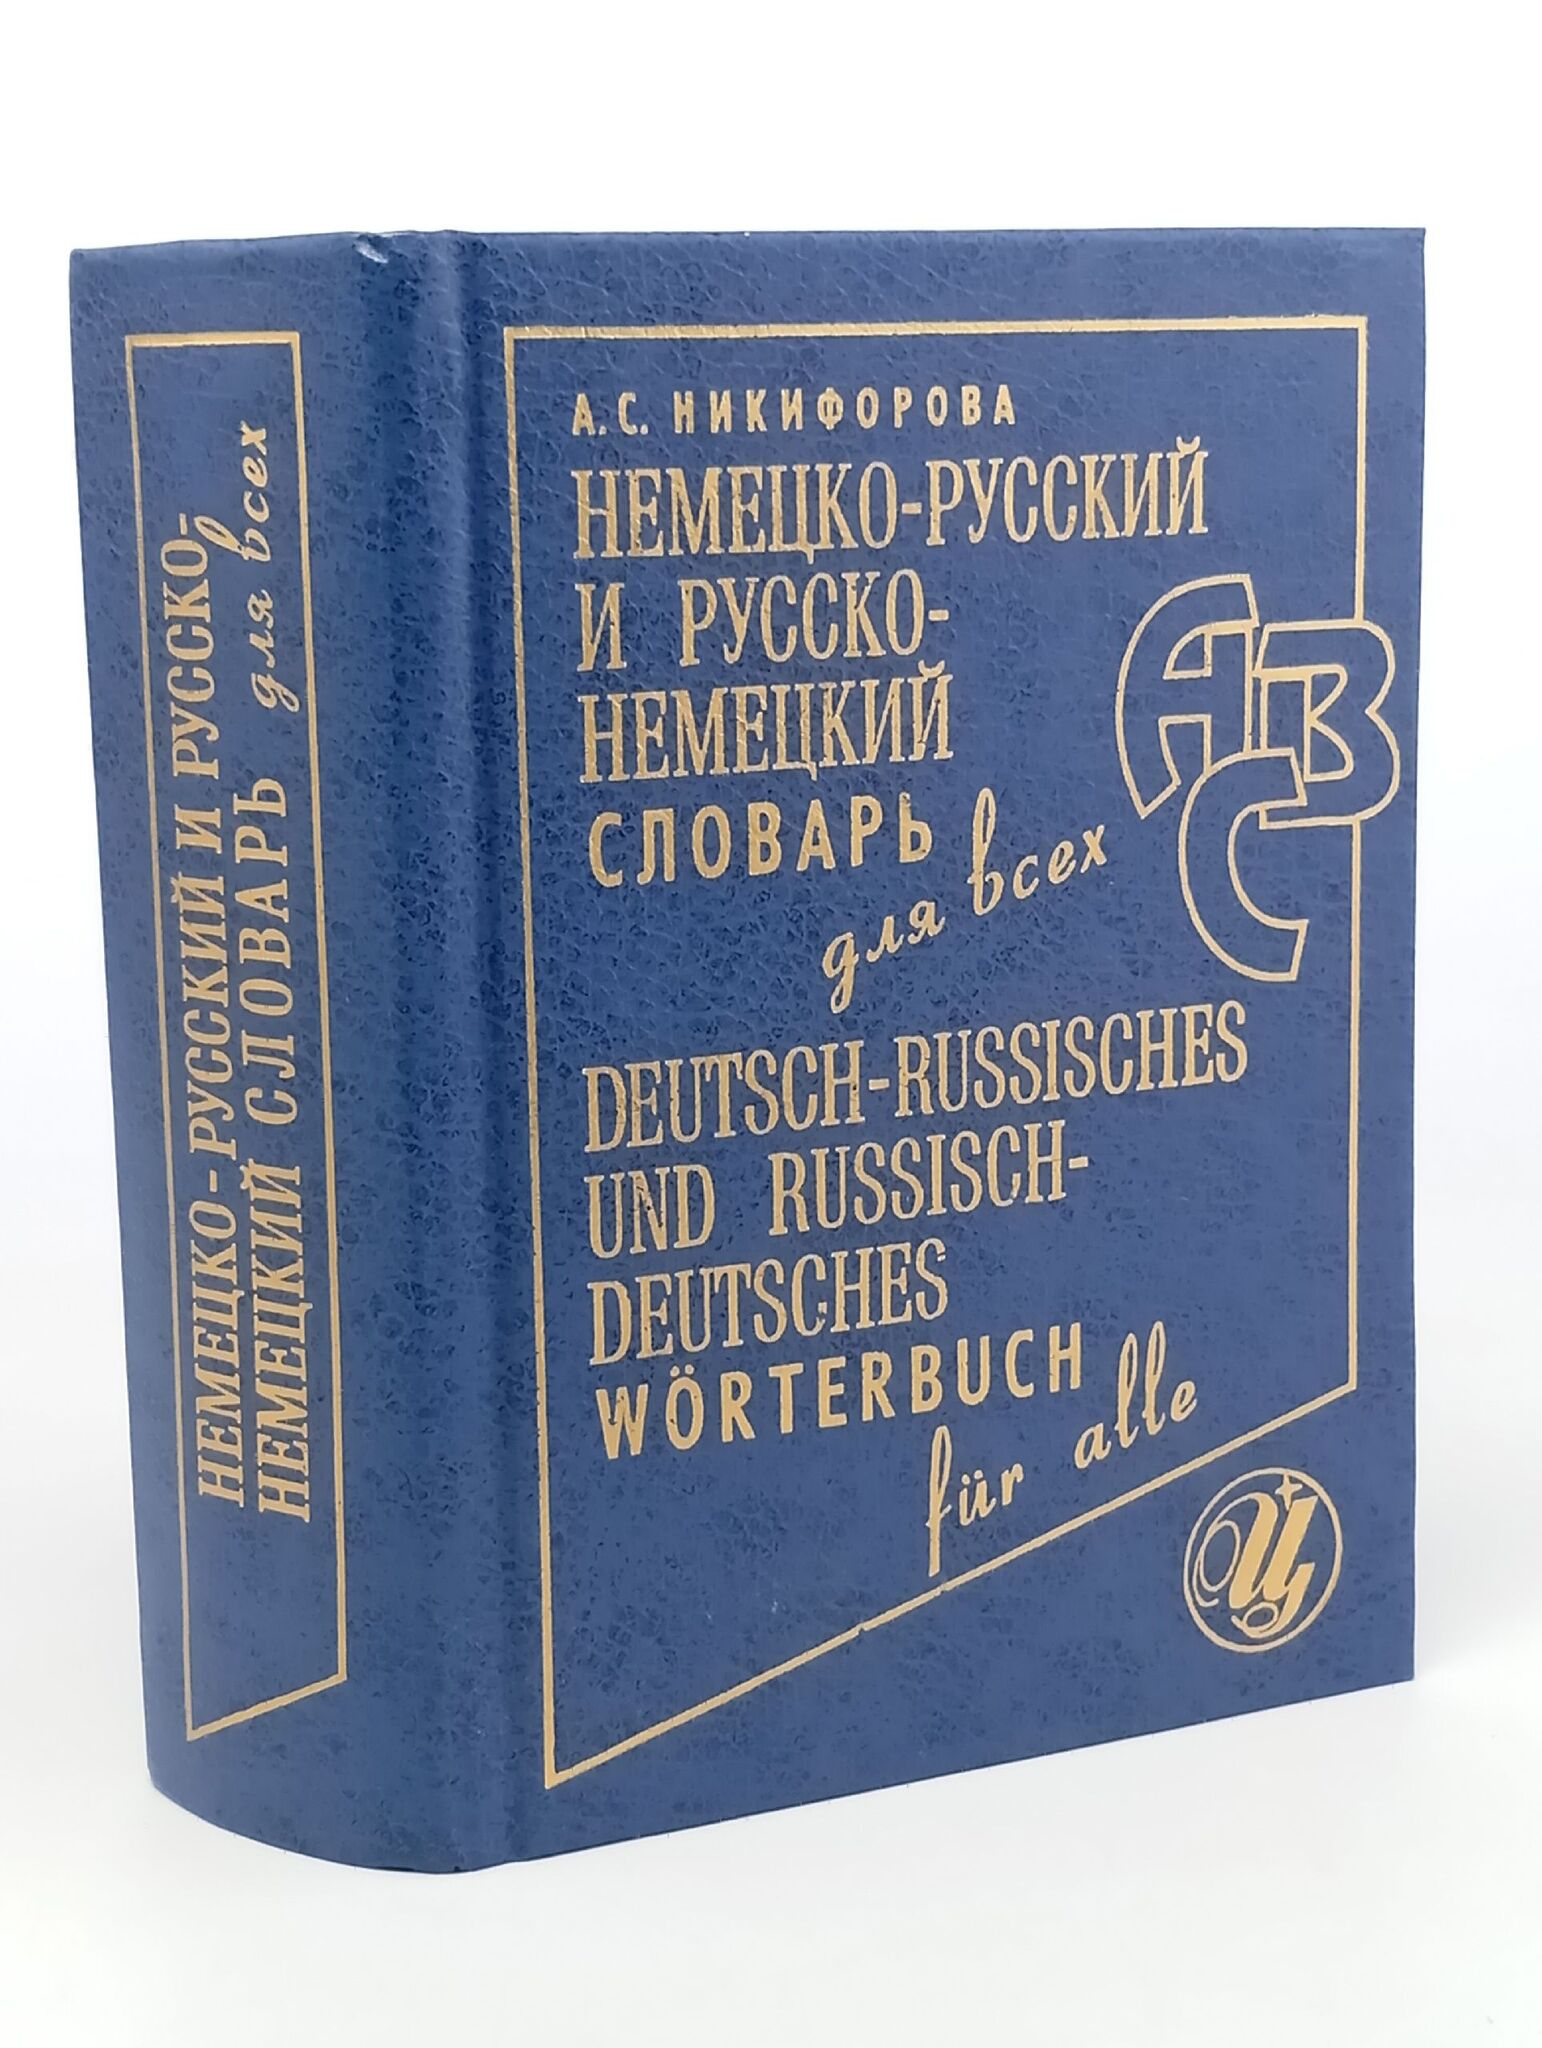 НЕМЕЦКО-РУССКИЙ И РУССКО-
НЕМЕЦКИЙ СЛОВАРЬ для всех
А. С. НИКИФОРОВА
НЕМЕЦКО-РУССКИЙ
И РУССКО-
НЕМЕЦКИЙ
СЛОВАРЬ
для всех
ABC
DEUTSCH-RUSSISCHES
UND RUSSISCH-
DEUTSCHES
WÖRTERBUCH
für alle
Ц